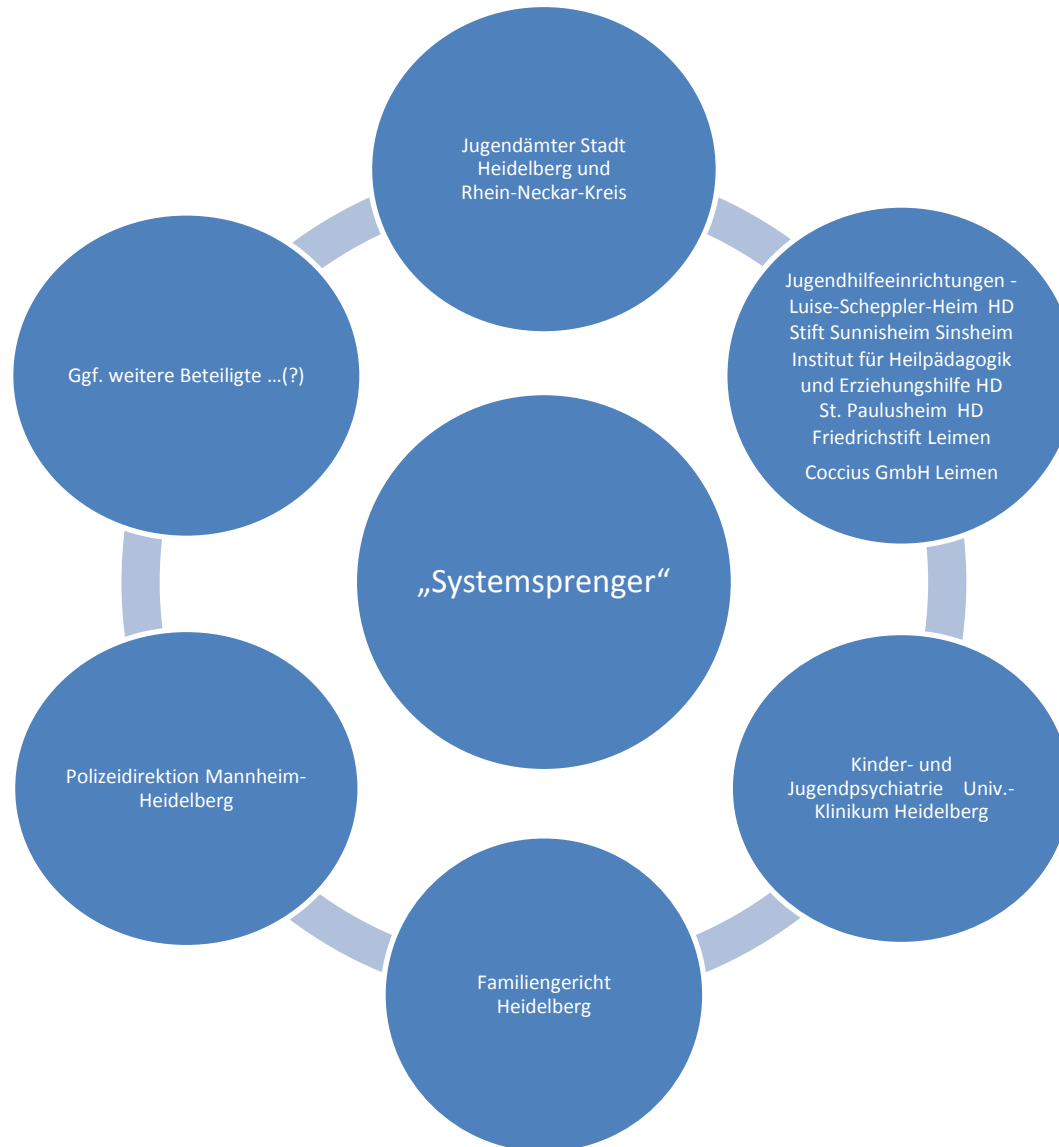 Jugendämter Stadt
Heidelberg und
Rhein-Neckar-Kreis
Jugendhilfeeinrichtungen -
Luise-Scheppler-Heim HD
Stift Sunnisheim Sinsheim
Institut für Heilpädagogik
und Erziehungshilfe HD
St. Paulusheim HD
Friedrichstift Leimen
Coccius GmbH Leimen
Ggf. weitere Beteiligte ...(?)
„Systemsprenger“
Polizeidirektion Mannheim-
Heidelberg
Kinder- und
Jugendpsychiatrie Univ.-
Klinikum Heidelberg
Familiengericht
Heidelberg